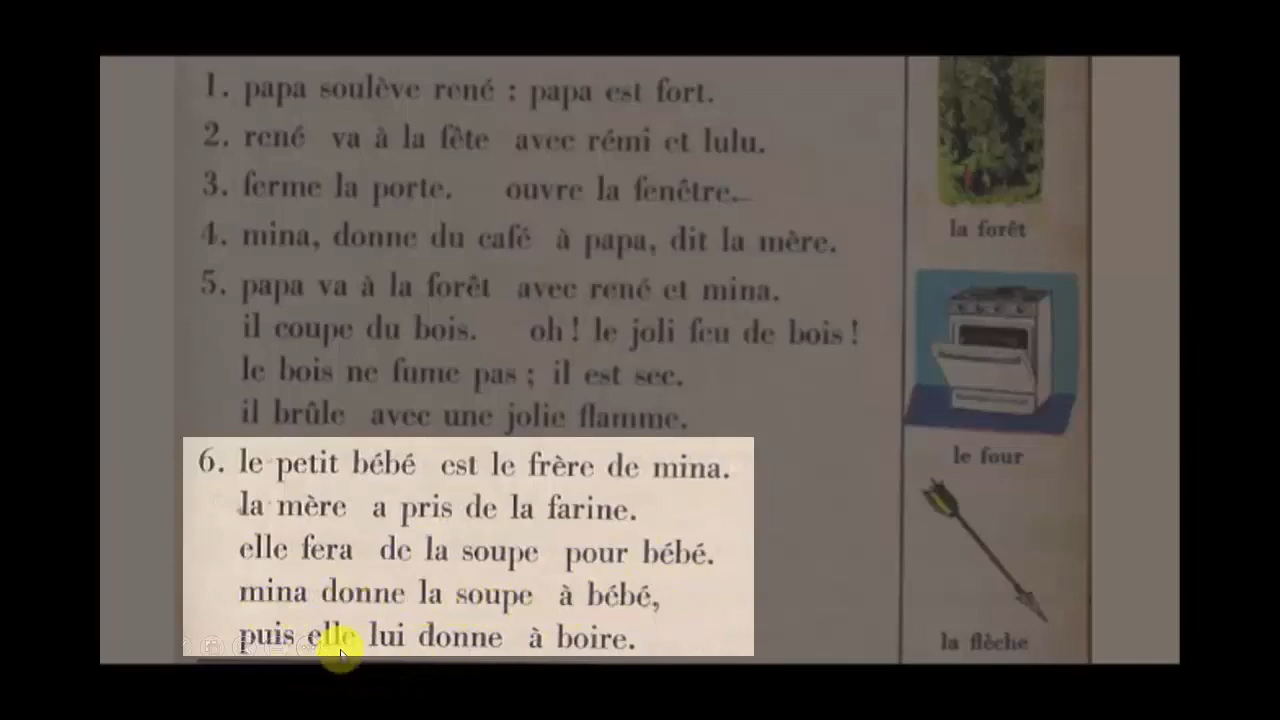 1. papa soulève rené : papa est fort.
2. rené va à la fête avec rémi et lulu.
3. ferme la porte. ouvre la fenêtre.
4. mina, donne du café à papa, dit la mère.
5. papa va à la forêt avec rené et mina.
il coupe du bois. oh ! le joli feu de bois !
le bois ne fume pas ; il est sec.
il brûle avec une jolie flamme.
6. le petit bébé est le frère de mina.
la mère a pris de la farine.
elle fera de la soupe pour bébé.
mina donne la soupe à bébé,
puis elle lui donne à boire.
la forêt
le four
la flèche